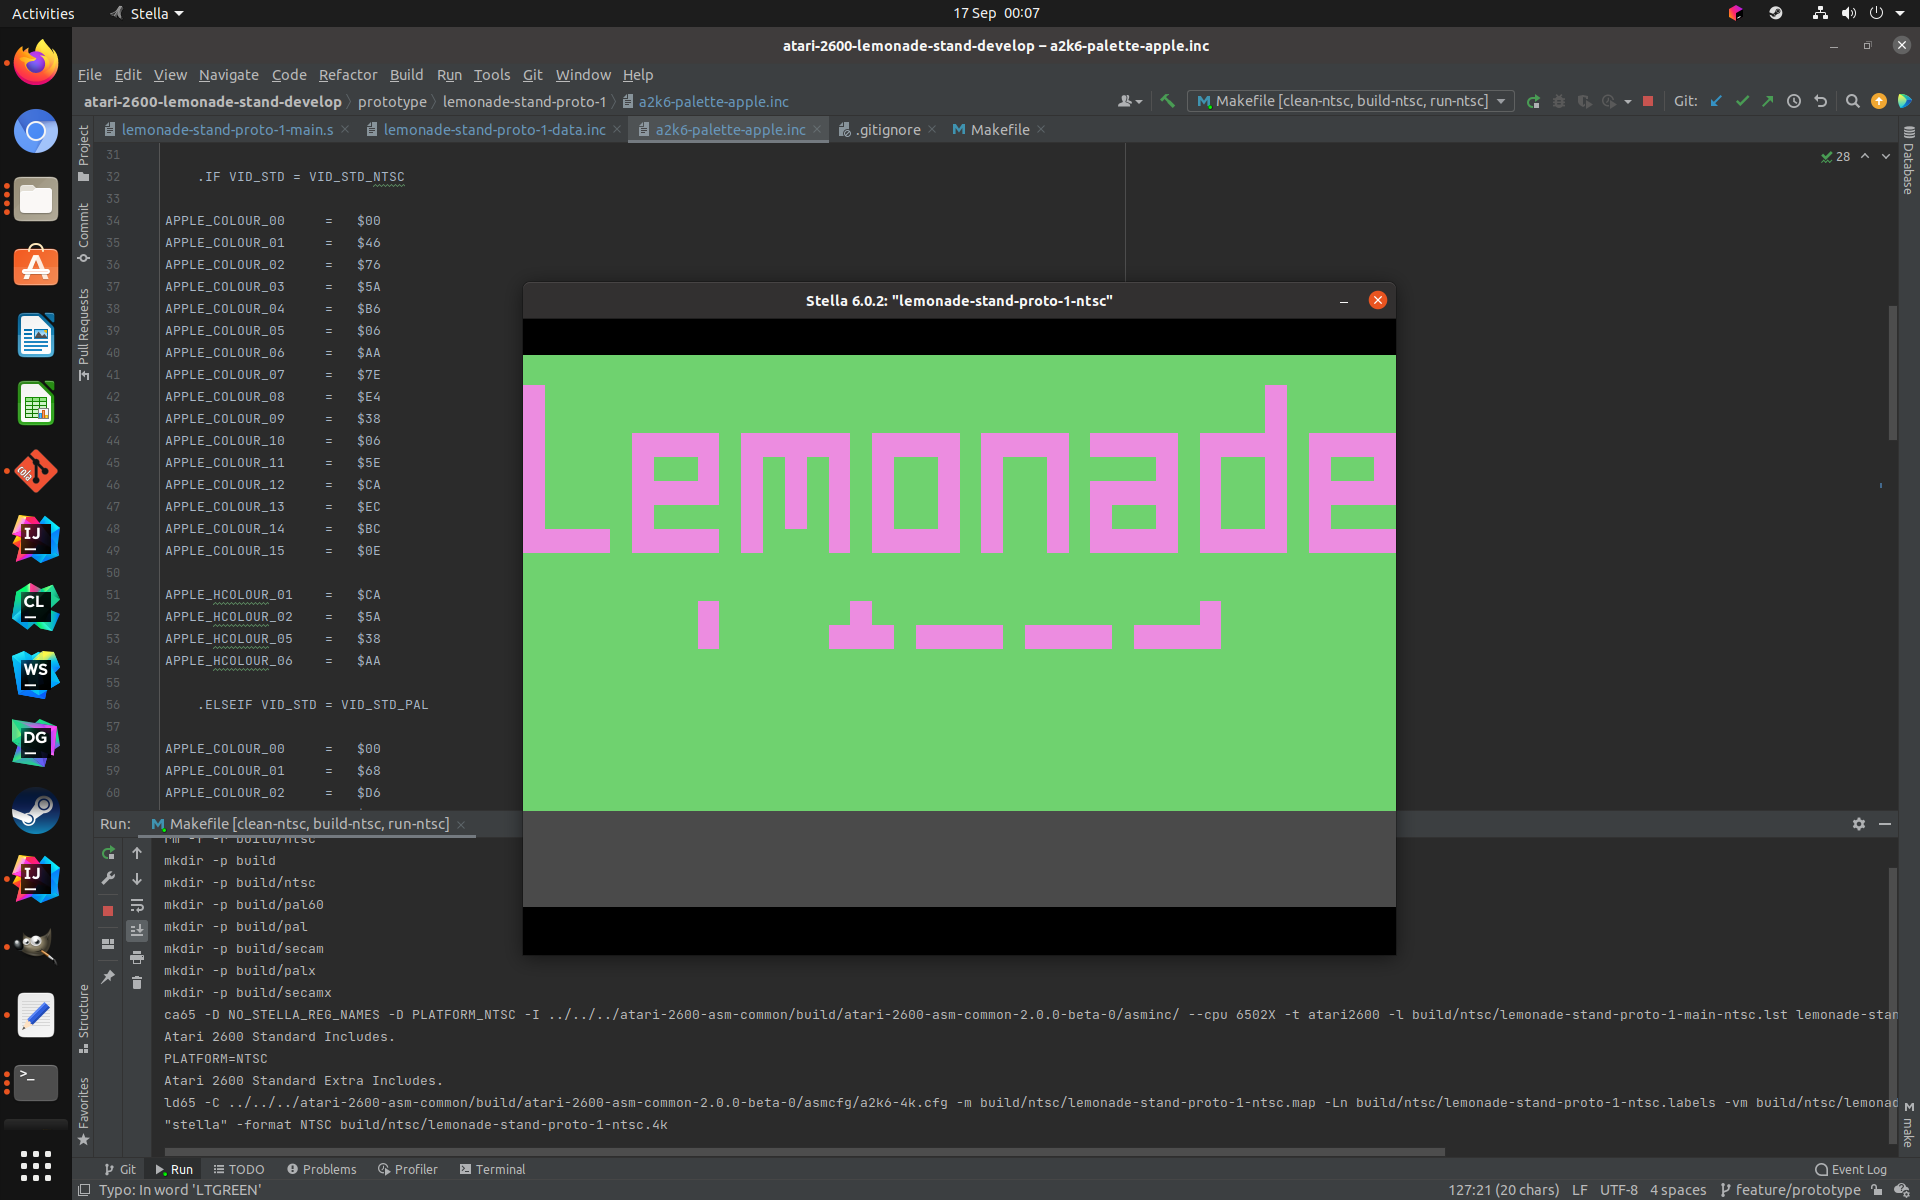 Activities
Stella
17 Sep 00:07
atari-2600-lemonade-stand-develop – a2k6-palette-apple.inc
File Edit View Navigate Code Refactor Build Run Tools Git Window Help
atari-2600-lemonade-stand-develop prototype lemonade-stand-proto-1 a2k6-palette-apple.inc
Makefile [clean-ntsc, build-ntsc, run-ntsc]
Git:
lemonade-stand-proto-1-main.s
lemonade-stand-proto-1-data.inc
a2k6-palette-apple.inc
.gitignore
Makefile
Project
Commit
Pull Requests
Structure
Favorites
Database
make
28
31
32 .IF VID_STD = VID_STD_NTSC
33
34 APPLE_COLOUR_00 = $00
35 APPLE_COLOUR_01 = $46
36 APPLE_COLOUR_02 = $76
37 APPLE_COLOUR_03 = $5A
38 APPLE_COLOUR_04 = $B6
39 APPLE_COLOUR_05 = $06
40 APPLE_COLOUR_06 = $AA
41 APPLE_COLOUR_07 = $7E
42 APPLE_COLOUR_08 = $E4
43 APPLE_COLOUR_09 = $38
44 APPLE_COLOUR_10 = $06
45 APPLE_COLOUR_11 = $5E
46 APPLE_COLOUR_12 = $CA
47 APPLE_COLOUR_13 = $EC
48 APPLE_COLOUR_14 = $BC
49 APPLE_COLOUR_15 = $0E
50
51 APPLE_HCOLOUR_01 = $CA
52 APPLE_HCOLOUR_02 = $5A
53 APPLE_HCOLOUR_05 = $38
54 APPLE_HCOLOUR_06 = $AA
55
56 .ELSEIF VID_STD = VID_STD_PAL
57
58 APPLE_COLOUR_00 = $00
59 APPLE_COLOUR_01 = $68
60 APPLE_COLOUR_02 = $D6
Stella 6.0.2: "lemonade-stand-proto-1-ntsc"
Lemonade
Run: Makefile [clean-ntsc, build-ntsc, run-ntsc]
mkdir -p build
mkdir -p build/ntsc
mkdir -p build/pal60
mkdir -p build/pal
mkdir -p build/secam
mkdir -p build/palx
mkdir -p build/secamx
ca65 -D NO_STELLA_REG_NAMES -D PLATFORM_NTSC -I ../../../atari-2600-asm-common/build/atari-2600-asm-common-2.0.0-beta-0/asminc/ --cpu 6502X -t atari2600 -l build/ntsc/lemonade-stand-proto-1-main-ntsc.lst lemonade-stan
Atari 2600 Standard Includes.
PLATFORM=NTSC
Atari 2600 Standard Extra Includes.
ld65 -C ../../../atari-2600-asm-common/build/atari-2600-asm-common-2.0.0-beta-0/asmcfg/a2k6-4k.cfg -m build/ntsc/lemonade-stand-proto-1-ntsc.map -Ln build/ntsc/lemonade-stand-proto-1-ntsc.labels -vm build/ntsc/lemonad
"stella" -format NTSC build/ntsc/lemonade-stand-proto-1-ntsc.4k
Git Run TODO Problems Profiler Terminal
Event Log
Typo: In word 'LTGREEN'
127:21 (20 chars) LF UTF-8 4 spaces feature/prototype
cola
IJ
CL
WS
DG
IJ